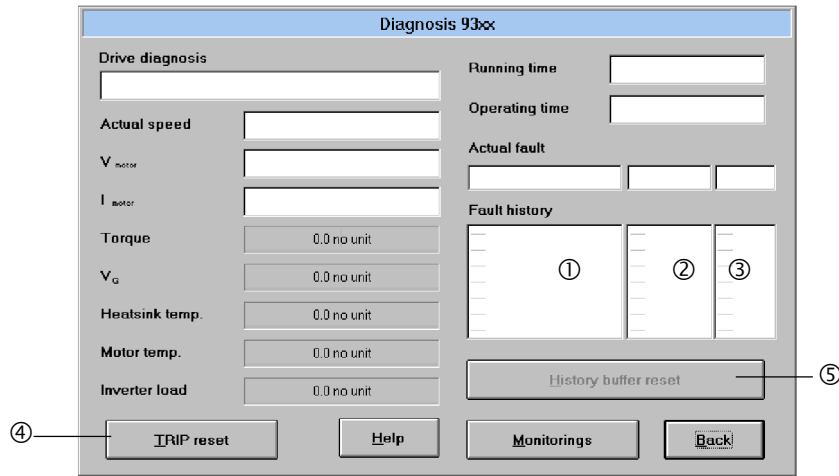 Diagnosis 93xx
Drive diagnosis
Actual speed
V motor
I motor
Torque 0.0 no unit
VG 0.0 no unit
Heatsink temp. 0.0 no unit
Motor temp. 0.0 no unit
Inverter load 0.0 no unit
Running time
Operating time
Actual fault
Fault history
① ② ③
History buffer reset ⑤
④ TRIP reset Help Monitorings Back